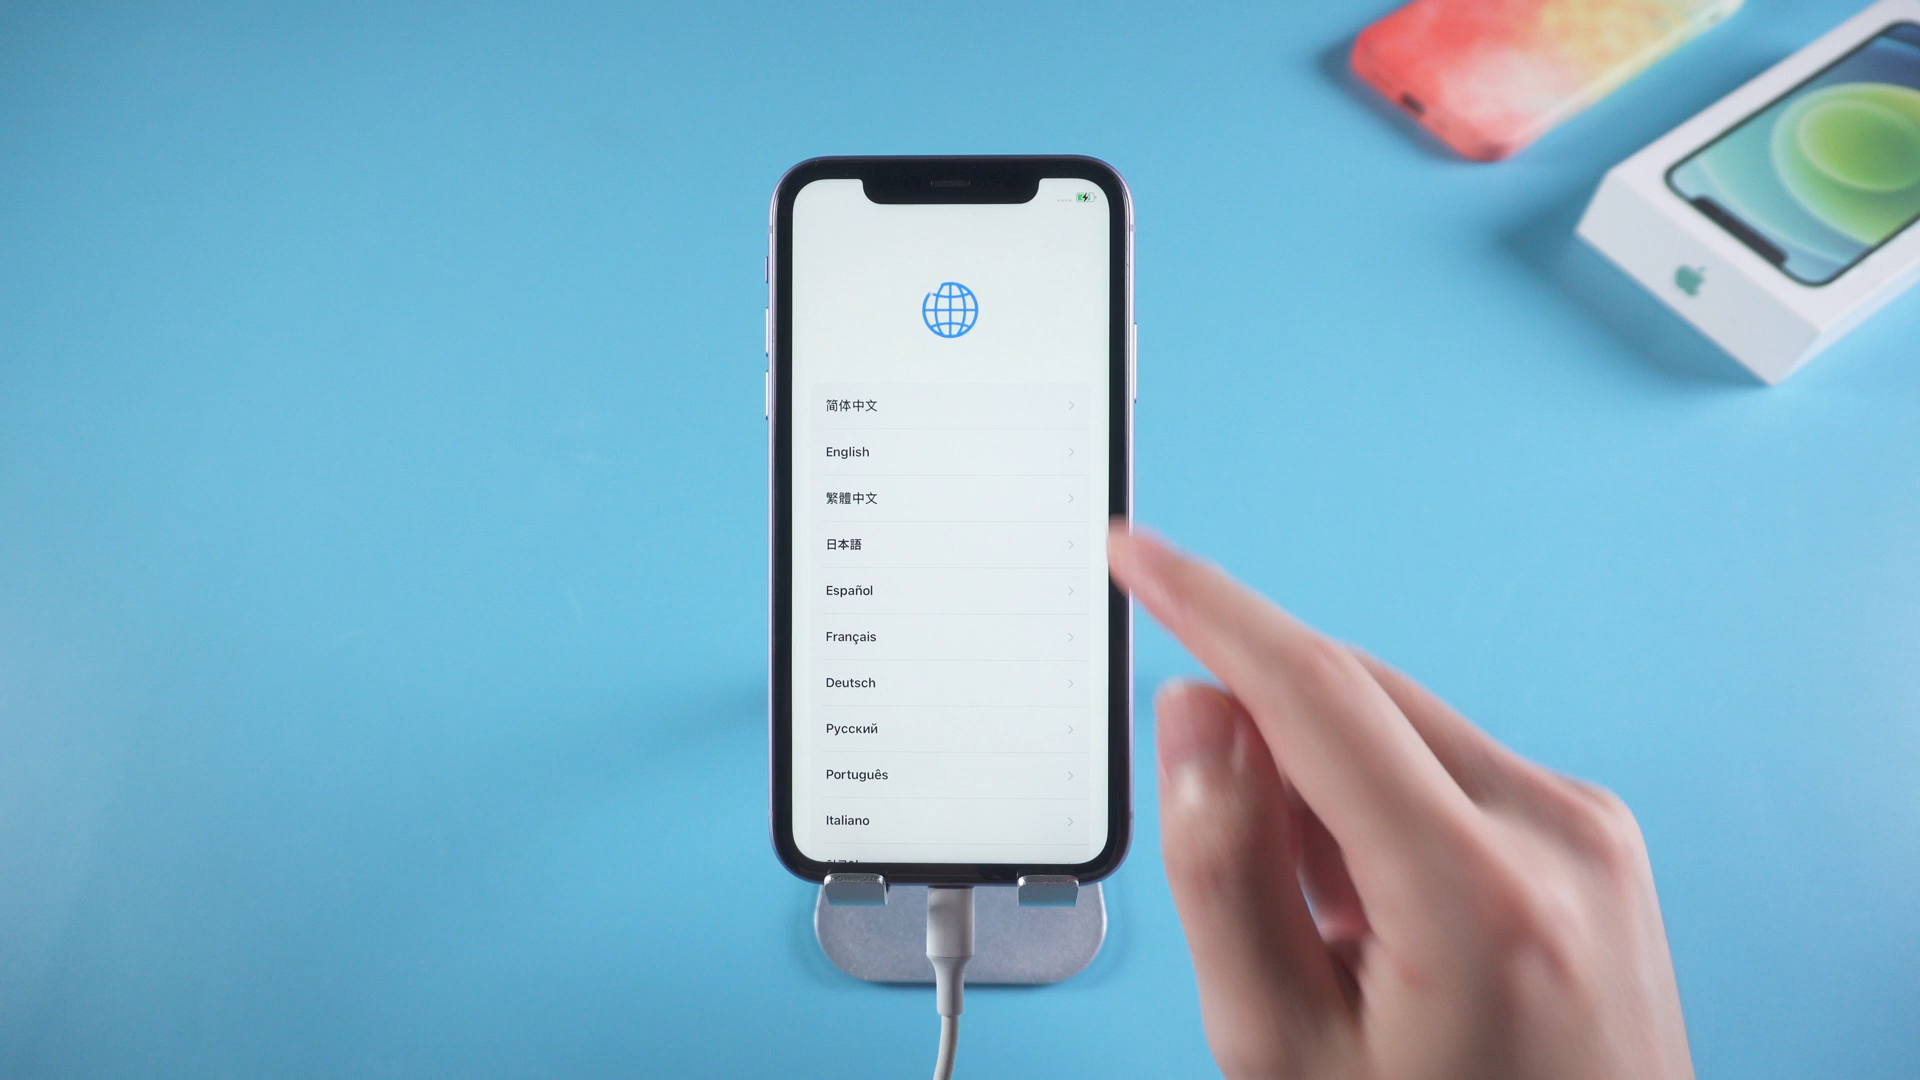 简体中文
English
繁體中文
日本語
Español
Français
Deutsch
Русский
Português
Italiano